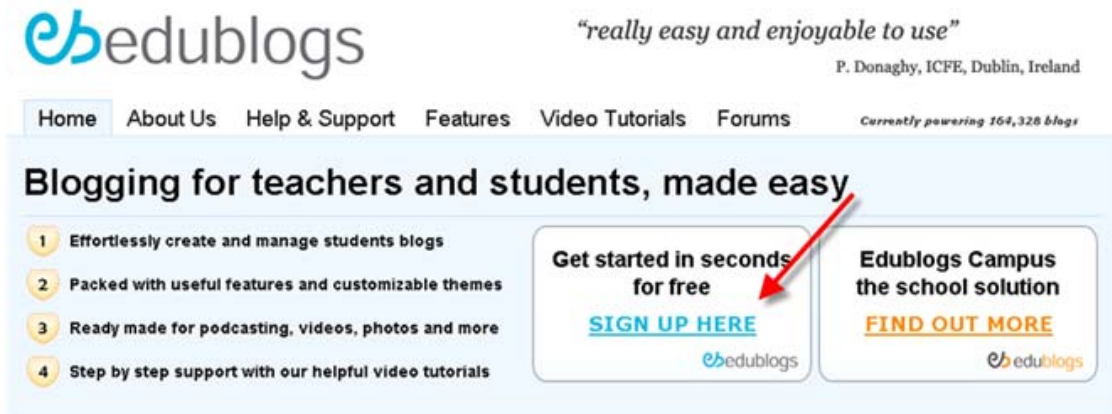 edublogs
“really easy and enjoyable to use”
P. Donaghy, ICFE, Dublin, Ireland
Home About Us Help & Support Features Video Tutorials Forums
Currently powering 164,328 blogs
Blogging for teachers and students, made easy
1 Effortlessly create and manage students blogs
2 Packed with useful features and customizable themes
3 Ready made for podcasting, videos, photos and more
4 Step by step support with our helpful video tutorials
Get started in seconds
for free
SIGN UP HERE
edublogs
Edublogs Campus
the school solution
FIND OUT MORE
edublogs